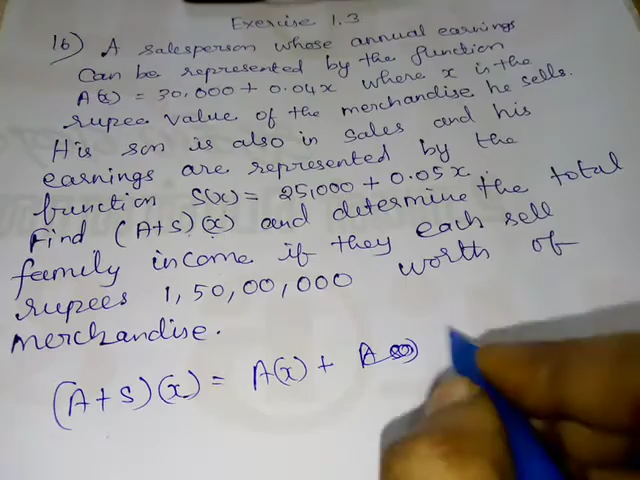 Exercise 1.3
16) A salesperson whose annual earnings
can be represented by the function
A(x) = 30,000 + 0.04x where x is the
rupee value of the merchandise he sells.
His son is also in sales and his
earnings are represented by the
function S(x) = 25,000 + 0.05x.
Find (A+S)(x) and determine the total
family income if they each sell
rupees 1,50,00,000 worth of
merchandise.
(A+S)(x) = A(x) +